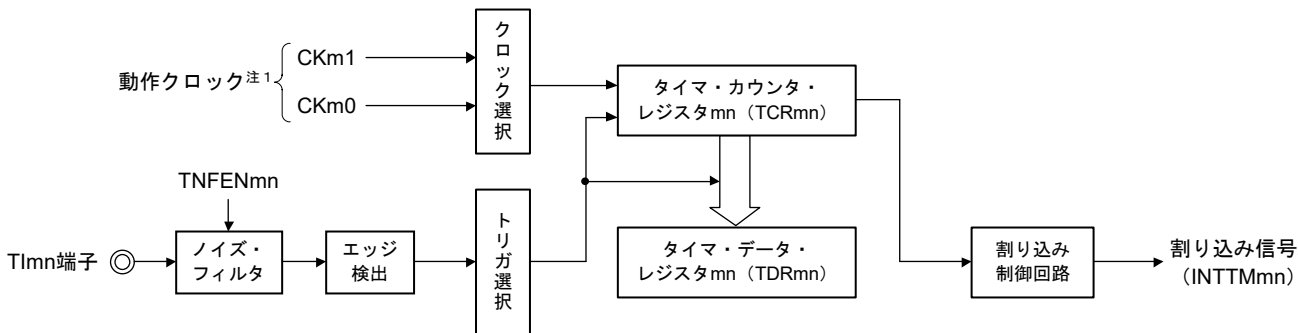 動作クロック注1
CKm1
CKm0
クロック選択
タイマ・カウンタ・
レジスタmn（TCRmn）
TNFENmn
TImn端子
ノイズ・
フィルタ
エッジ
検出
トリガ選択
タイマ・データ・
レジスタmn（TDRmn）
割り込み
制御回路
割り込み信号
（INTTMmn）